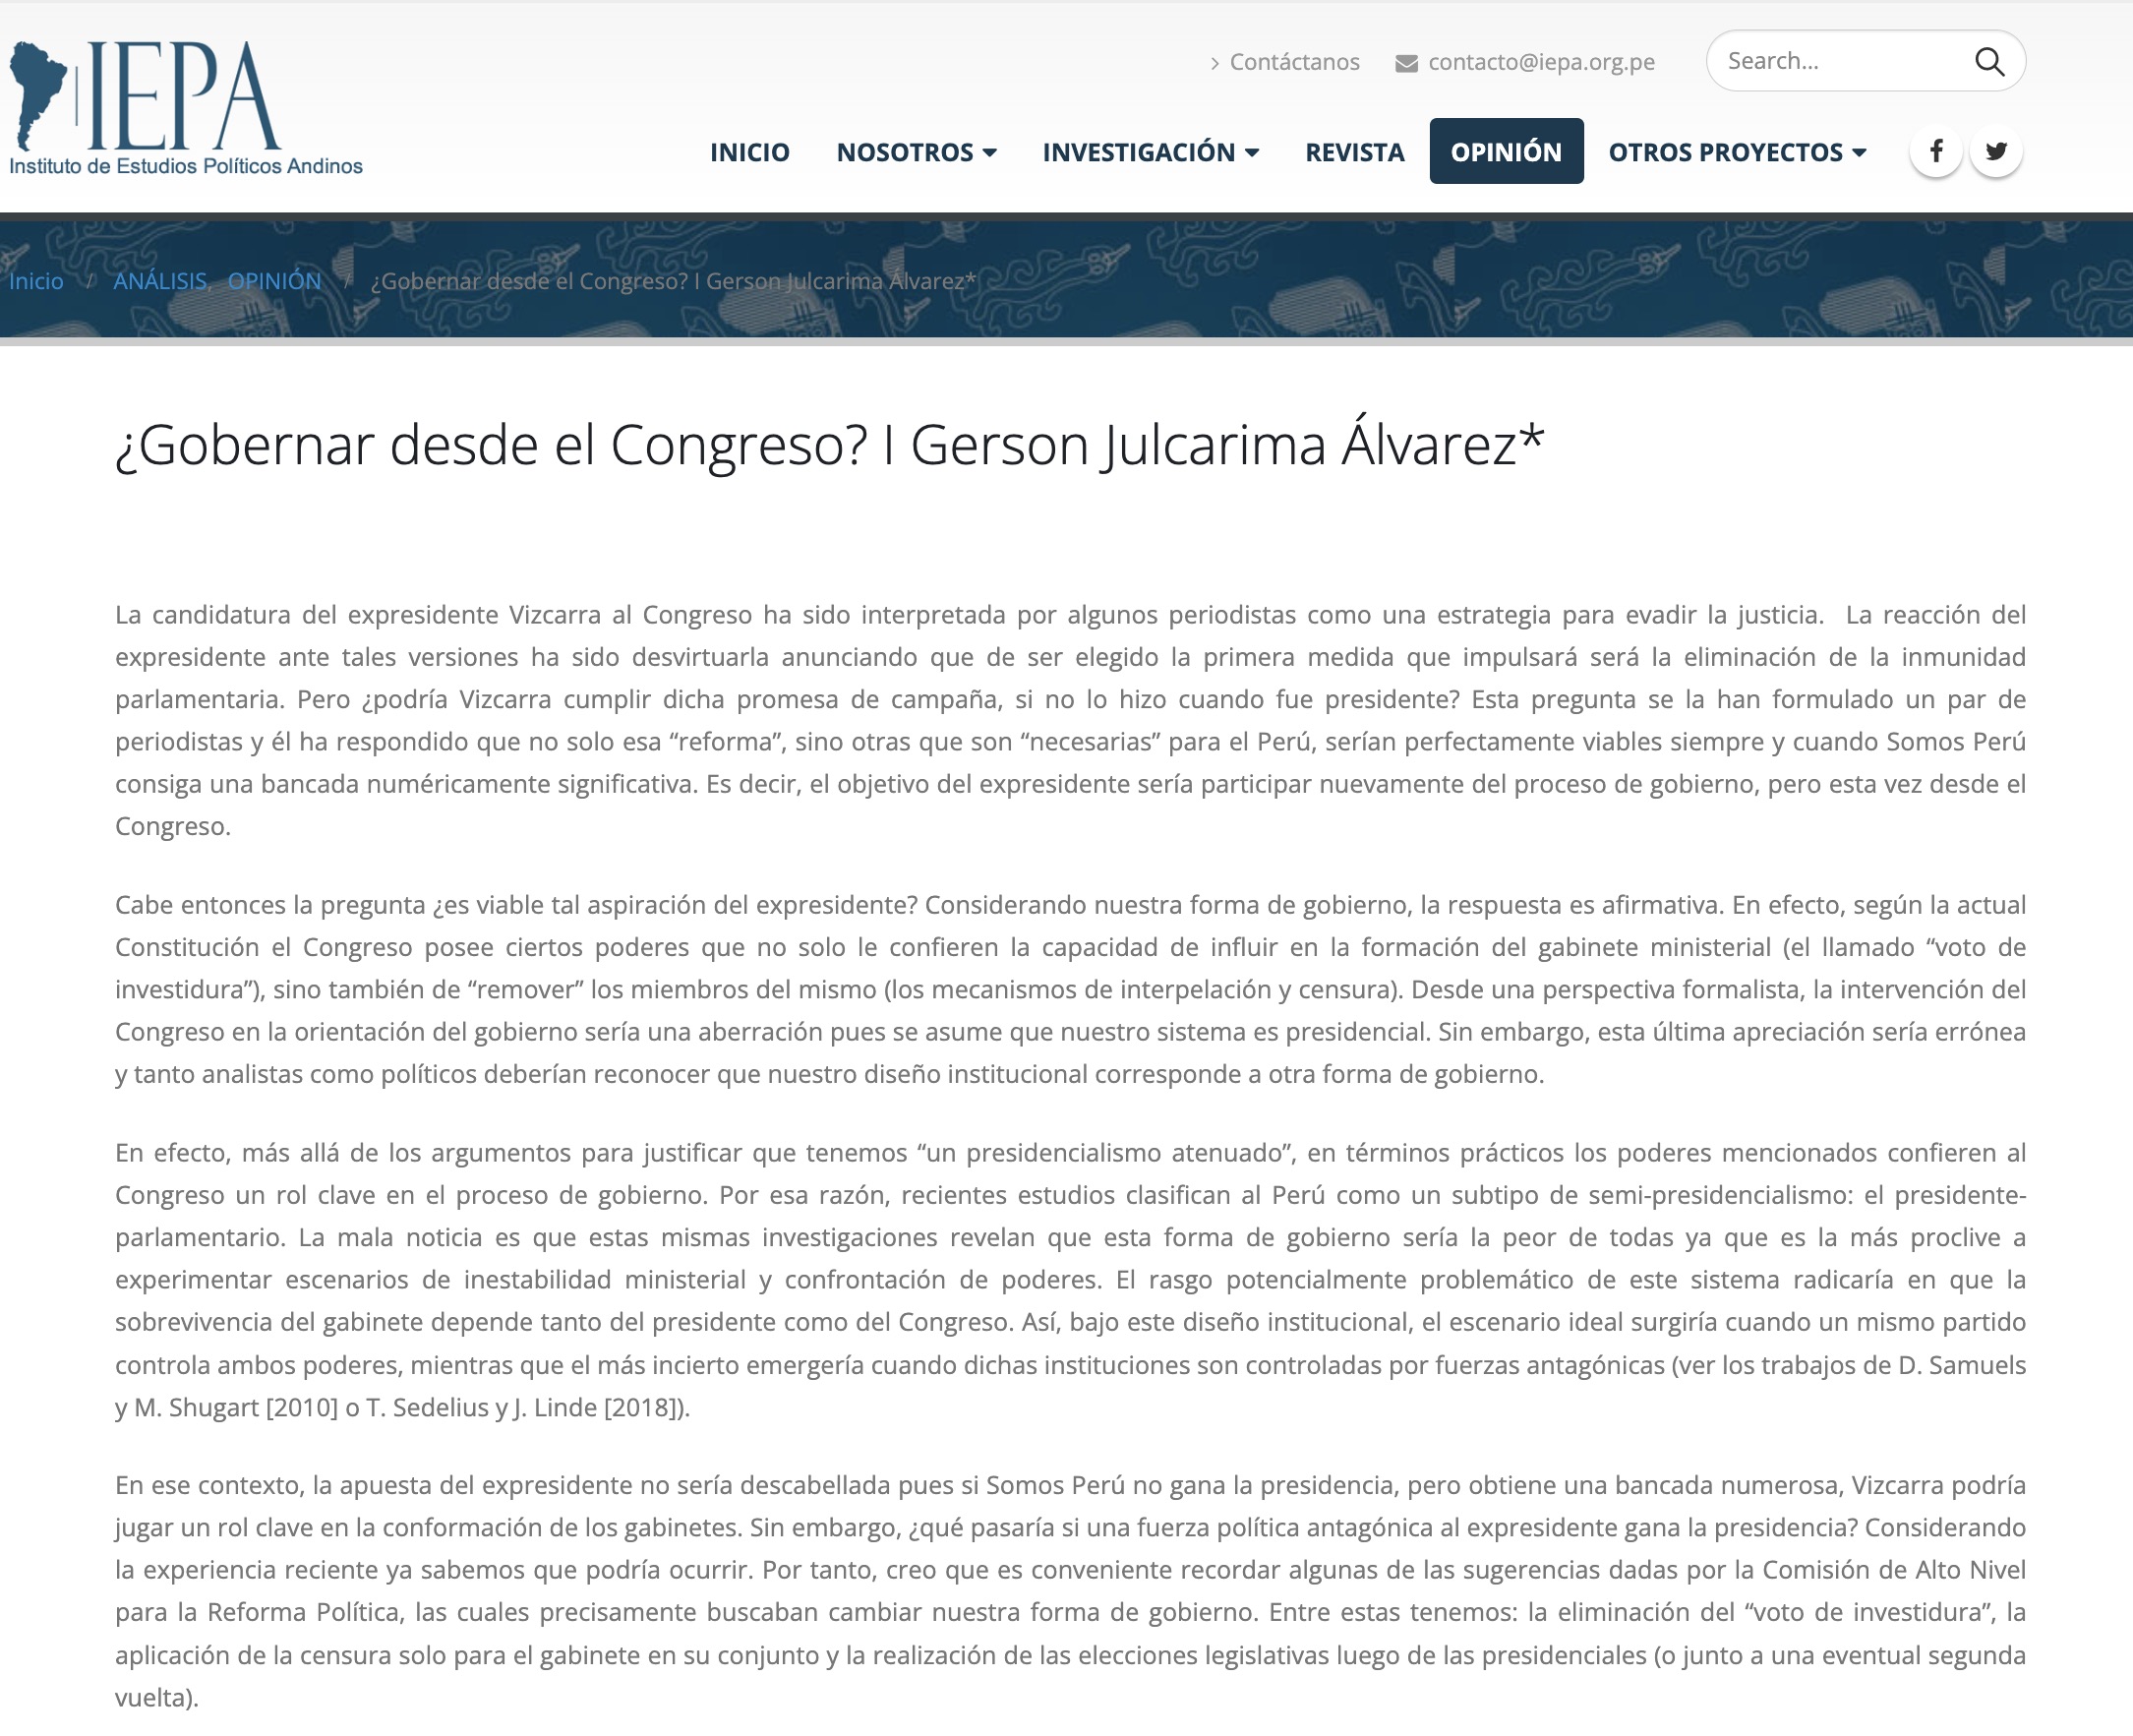 IEPA
Instituto de Estudios Políticos Andinos
Contáctanos
contacto@iepa.org.pe
Search...
INICIO
NOSOTROS
INVESTIGACIÓN
REVISTA
OPINIÓN
OTROS PROYECTOS
Inicio / ANÁLISIS, OPINIÓN / ¿Gobernar desde el Congreso? I Gerson Julcarima Álvarez*
¿Gobernar desde el Congreso? I Gerson Julcarima Álvarez*
La candidatura del expresidente Vizcarra al Congreso ha sido interpretada por algunos periodistas como una estrategia para evadir la justicia. La reacción del
expresidente ante tales versiones ha sido desvirtuarla anunciando que de ser elegido la primera medida que impulsará será la eliminación de la inmunidad
parlamentaria. Pero ¿podría Vizcarra cumplir dicha promesa de campaña, si no lo hizo cuando fue presidente? Esta pregunta se la han formulado un par de
periodistas y él ha respondido que no solo esa “reforma”, sino otras que son “necesarias” para el Perú, serían perfectamente viables siempre y cuando Somos Perú
consiga una bancada numéricamente significativa. Es decir, el objetivo del expresidente sería participar nuevamente del proceso de gobierno, pero esta vez desde el
Congreso.
Cabe entonces la pregunta ¿es viable tal aspiración del expresidente? Considerando nuestra forma de gobierno, la respuesta es afirmativa. En efecto, según la actual
Constitución el Congreso posee ciertos poderes que no solo le confieren la capacidad de influir en la formación del gabinete ministerial (el llamado “voto de
investidura”), sino también de “remover” los miembros del mismo (los mecanismos de interpelación y censura). Desde una perspectiva formalista, la intervención del
Congreso en la orientación del gobierno sería una aberración pues se asume que nuestro sistema es presidencial. Sin embargo, esta última apreciación sería errónea
y tanto analistas como políticos deberían reconocer que nuestro diseño institucional corresponde a otra forma de gobierno.
En efecto, más allá de los argumentos para justificar que tenemos “un presidencialismo atenuado”, en términos prácticos los poderes mencionados confieren al
Congreso un rol clave en el proceso de gobierno. Por esa razón, recientes estudios clasifican al Perú como un subtipo de semi-presidencialismo: el presidente-
parlamentario. La mala noticia es que estas mismas investigaciones revelan que esta forma de gobierno sería la peor de todas ya que es la más proclive a
experimentar escenarios de inestabilidad ministerial y confrontación de poderes. El rasgo potencialmente problemático de este sistema radicaría en que la
sobrevivencia del gabinete depende tanto del presidente como del Congreso. Así, bajo este diseño institucional, el escenario ideal surgiría cuando un mismo partido
controla ambos poderes, mientras que el más incierto emergería cuando dichas instituciones son controladas por fuerzas antagónicas (ver los trabajos de D. Samuels
y M. Shugart [2010] o T. Sedelius y J. Linde [2018]).
En ese contexto, la apuesta del expresidente no sería descabellada pues si Somos Perú no gana la presidencia, pero obtiene una bancada numerosa, Vizcarra podría
jugar un rol clave en la conformación de los gabinetes. Sin embargo, ¿qué pasaría si una fuerza política antagónica al expresidente gana la presidencia? Considerando
la experiencia reciente ya sabemos que podría ocurrir. Por tanto, creo que es conveniente recordar algunas de las sugerencias dadas por la Comisión de Alto Nivel
para la Reforma Política, las cuales precisamente buscaban cambiar nuestra forma de gobierno. Entre estas tenemos: la eliminación del “voto de investidura”, la
aplicación de la censura solo para el gabinete en su conjunto y la realización de las elecciones legislativas luego de las presidenciales (o junto a una eventual segunda
vuelta).